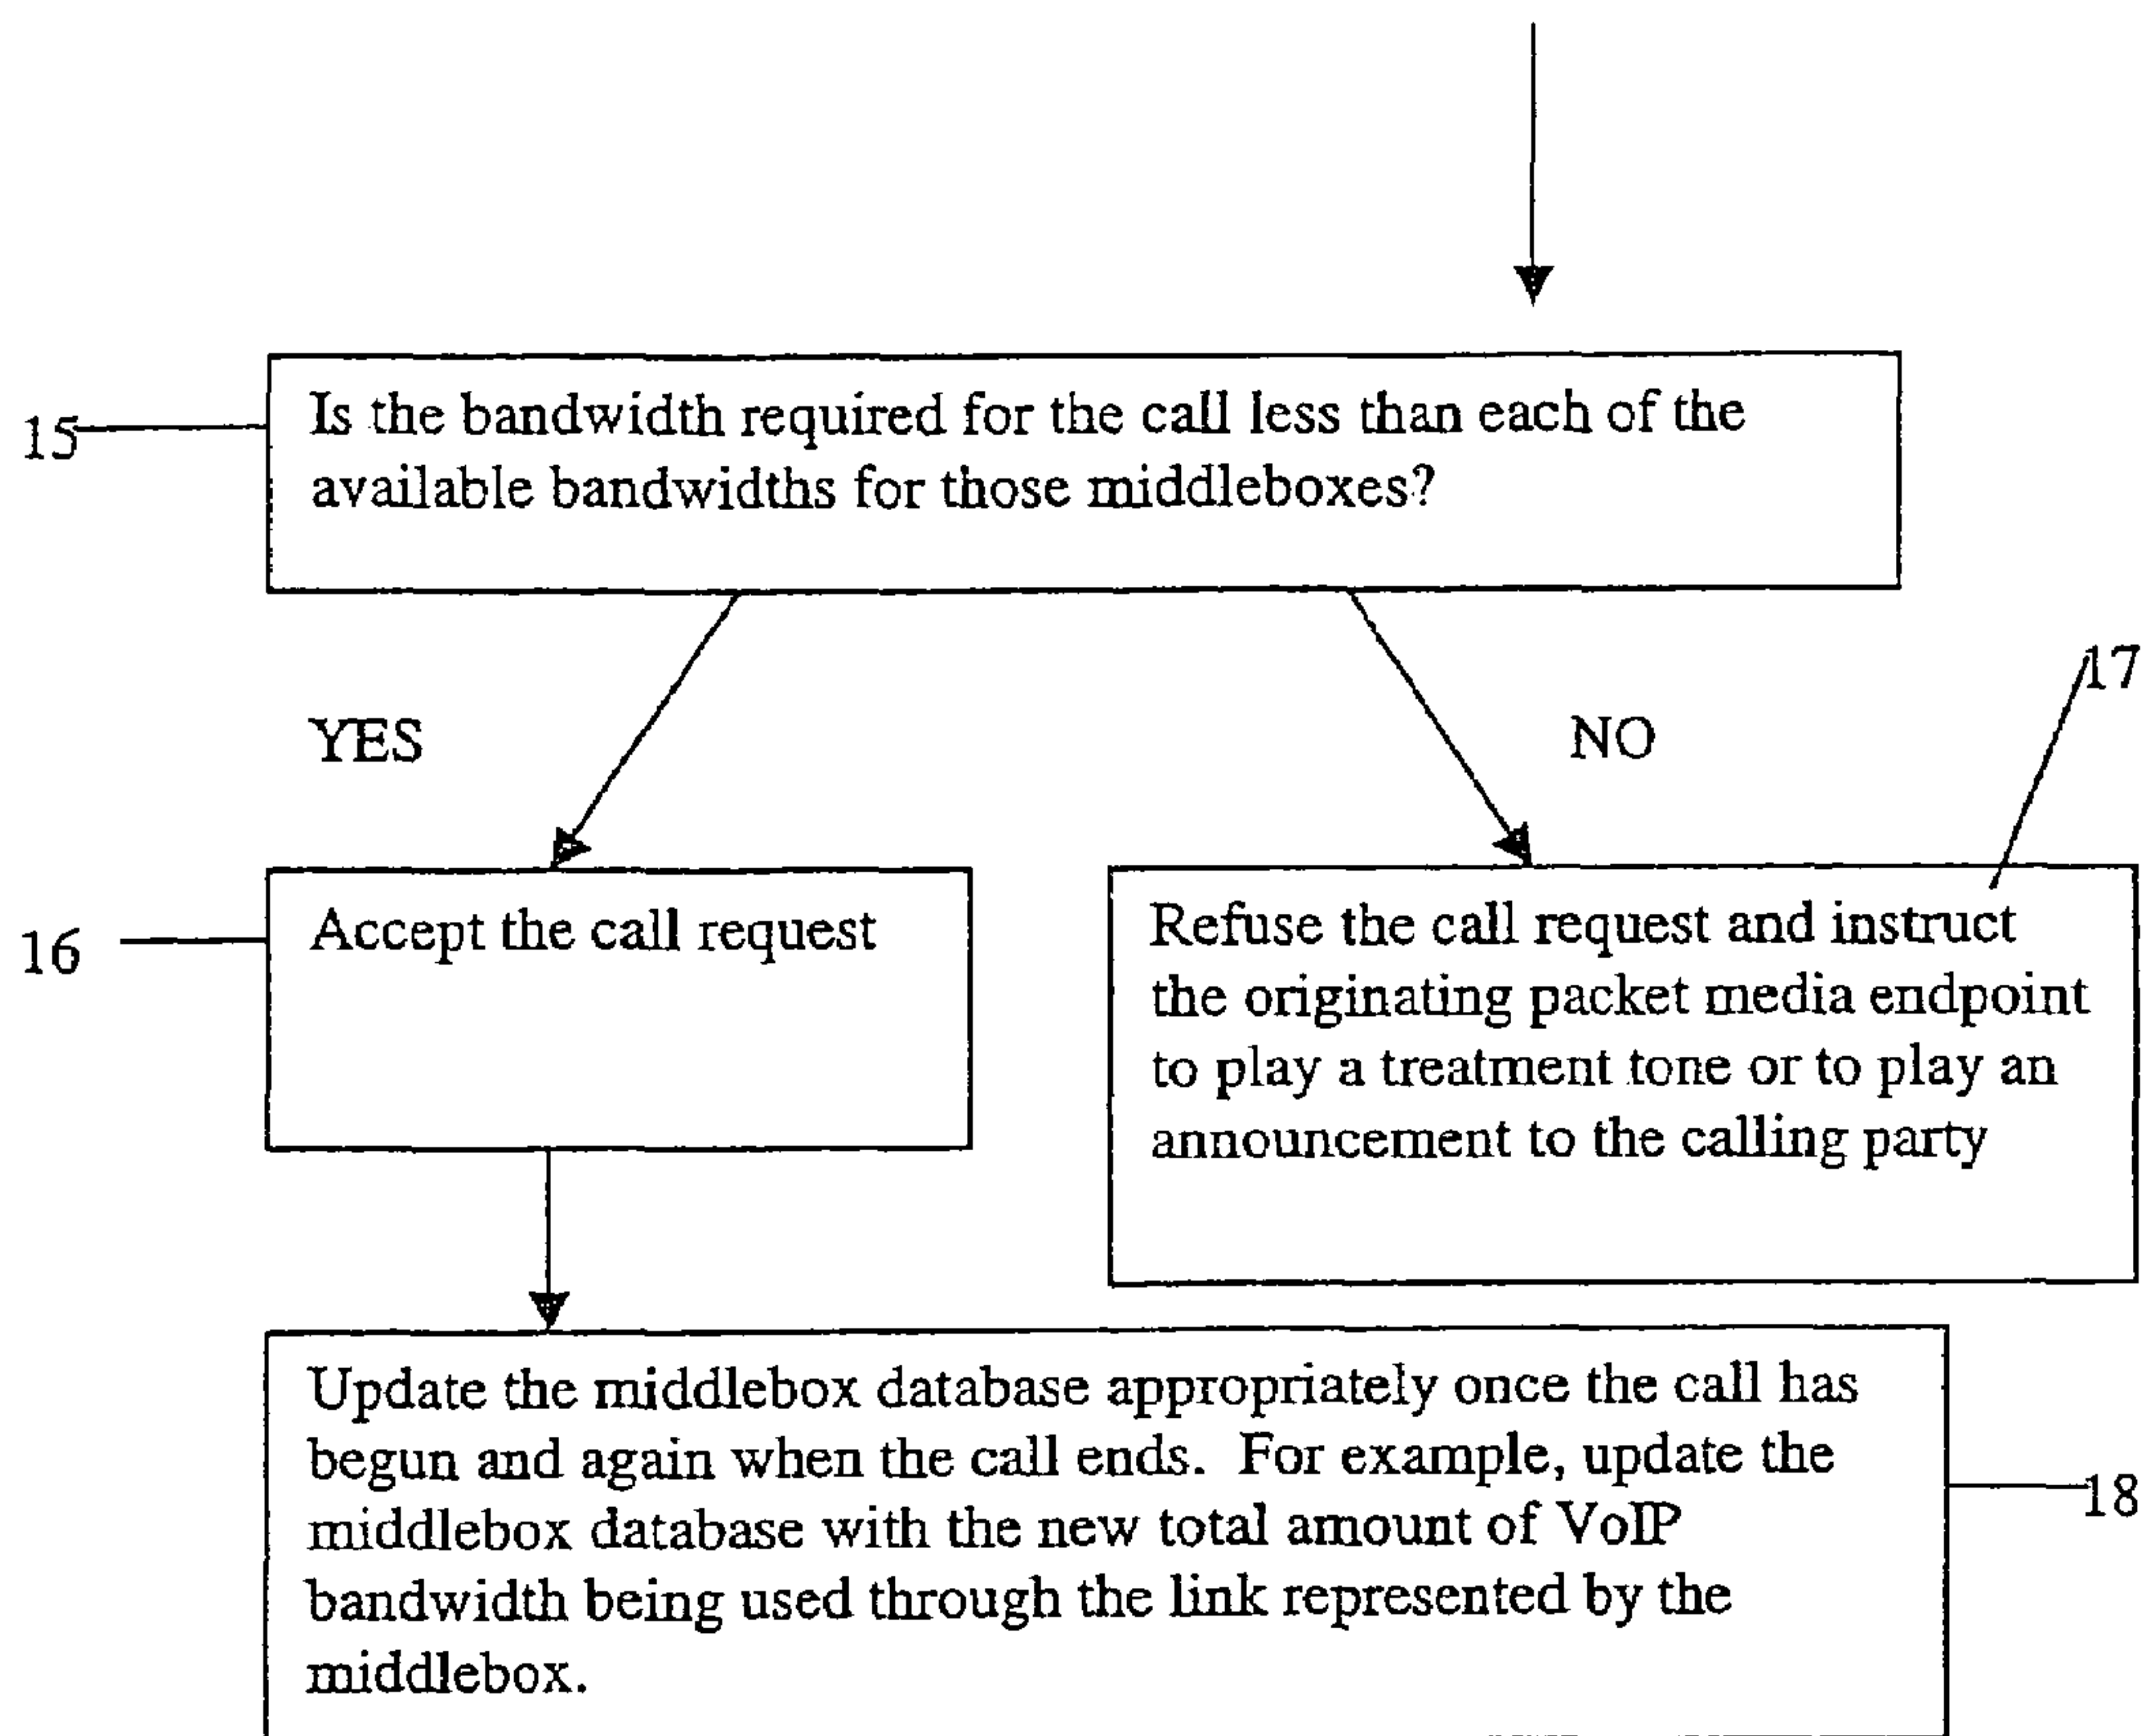 15
Is the bandwidth required for the call less than each of the
available bandwidths for those middleboxes?
YES
NO
17
16
Accept the call request
Refuse the call request and instruct
the originating packet media endpoint
to play a treatment tone or to play an
announcement to the calling party
Update the middlebox database appropriately once the call has
begun and again when the call ends. For example, update the
middlebox database with the new total amount of VoIP
bandwidth being used through the link represented by the
middlebox.
18